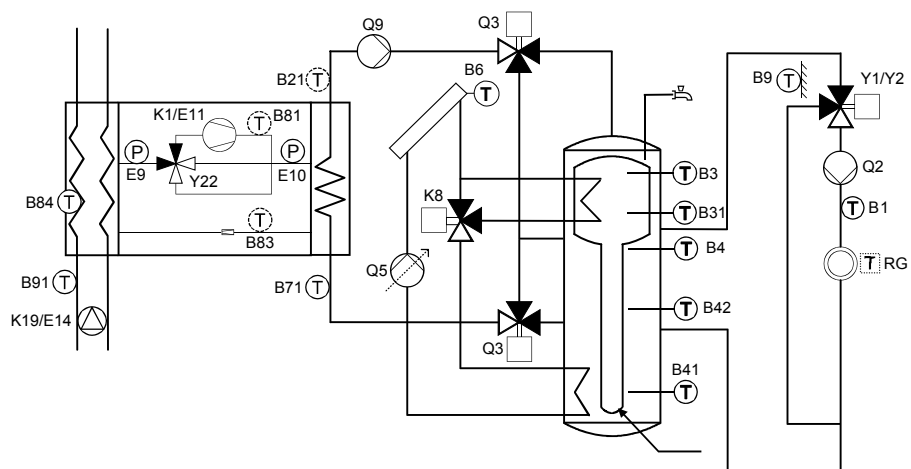 Q9
Q3
B21
T
B6
T
B9
T
Y1/Y2
K1/E11
T
B81
P
P
E9
Y22
E10
Q2
T
B3
K8
B84
T
T
B31
T
B1
T
B83
T
B4
Q5
T
RG
B91
T
B71
T
T
B42
K19/E14
Q3
B41
T